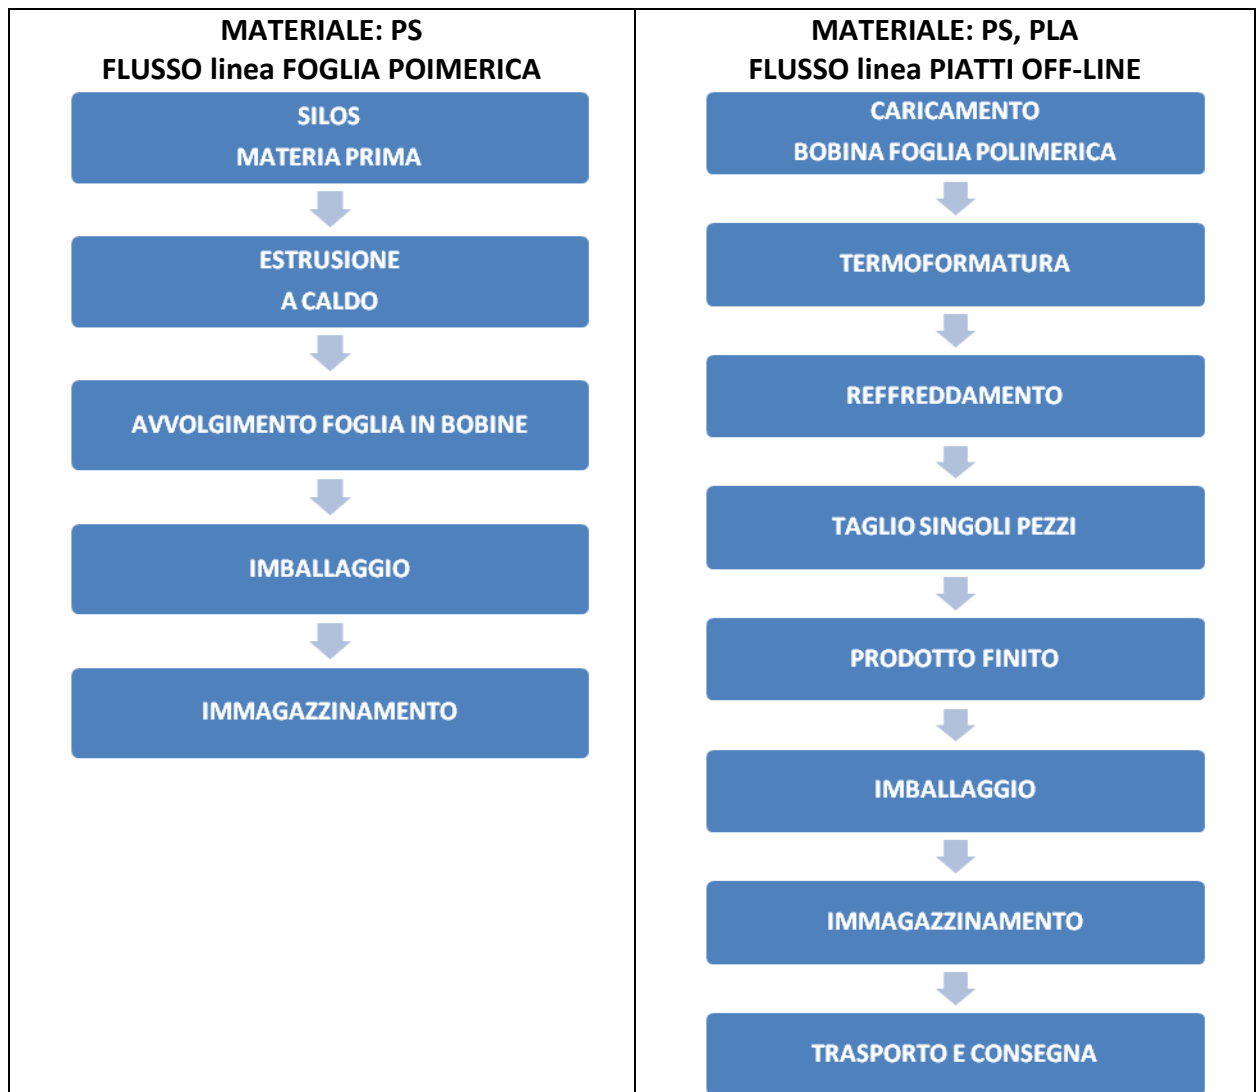 MATERIALE: PS
FLUSSO linea FOGLIA POIMERICA
SILOS
MATERIA PRIMA
ESTRUSIONE
A CALDO
AVVOLGIMENTO FOGLIA IN BOBINE
IMBALLAGGIO
IMMAGAZZINAMENTO
MATERIALE: PS, PLA
FLUSSO linea PIATTI OFF-LINE
CARICAMENTO
BOBINA FOGLIA POLIMERICA
TERMOFORMATURA
REFFREDDAMENTO
TAGLIO SINGOLI PEZZI
PRODOTTO FINITO
IMBALLAGGIO
IMMAGAZZINAMENTO
TRASPORTO E CONSEGNA